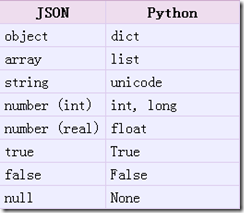 JSON Python
object dict
array list
string unicode
number (int) int, long
number (real) float
true True
false False
null None